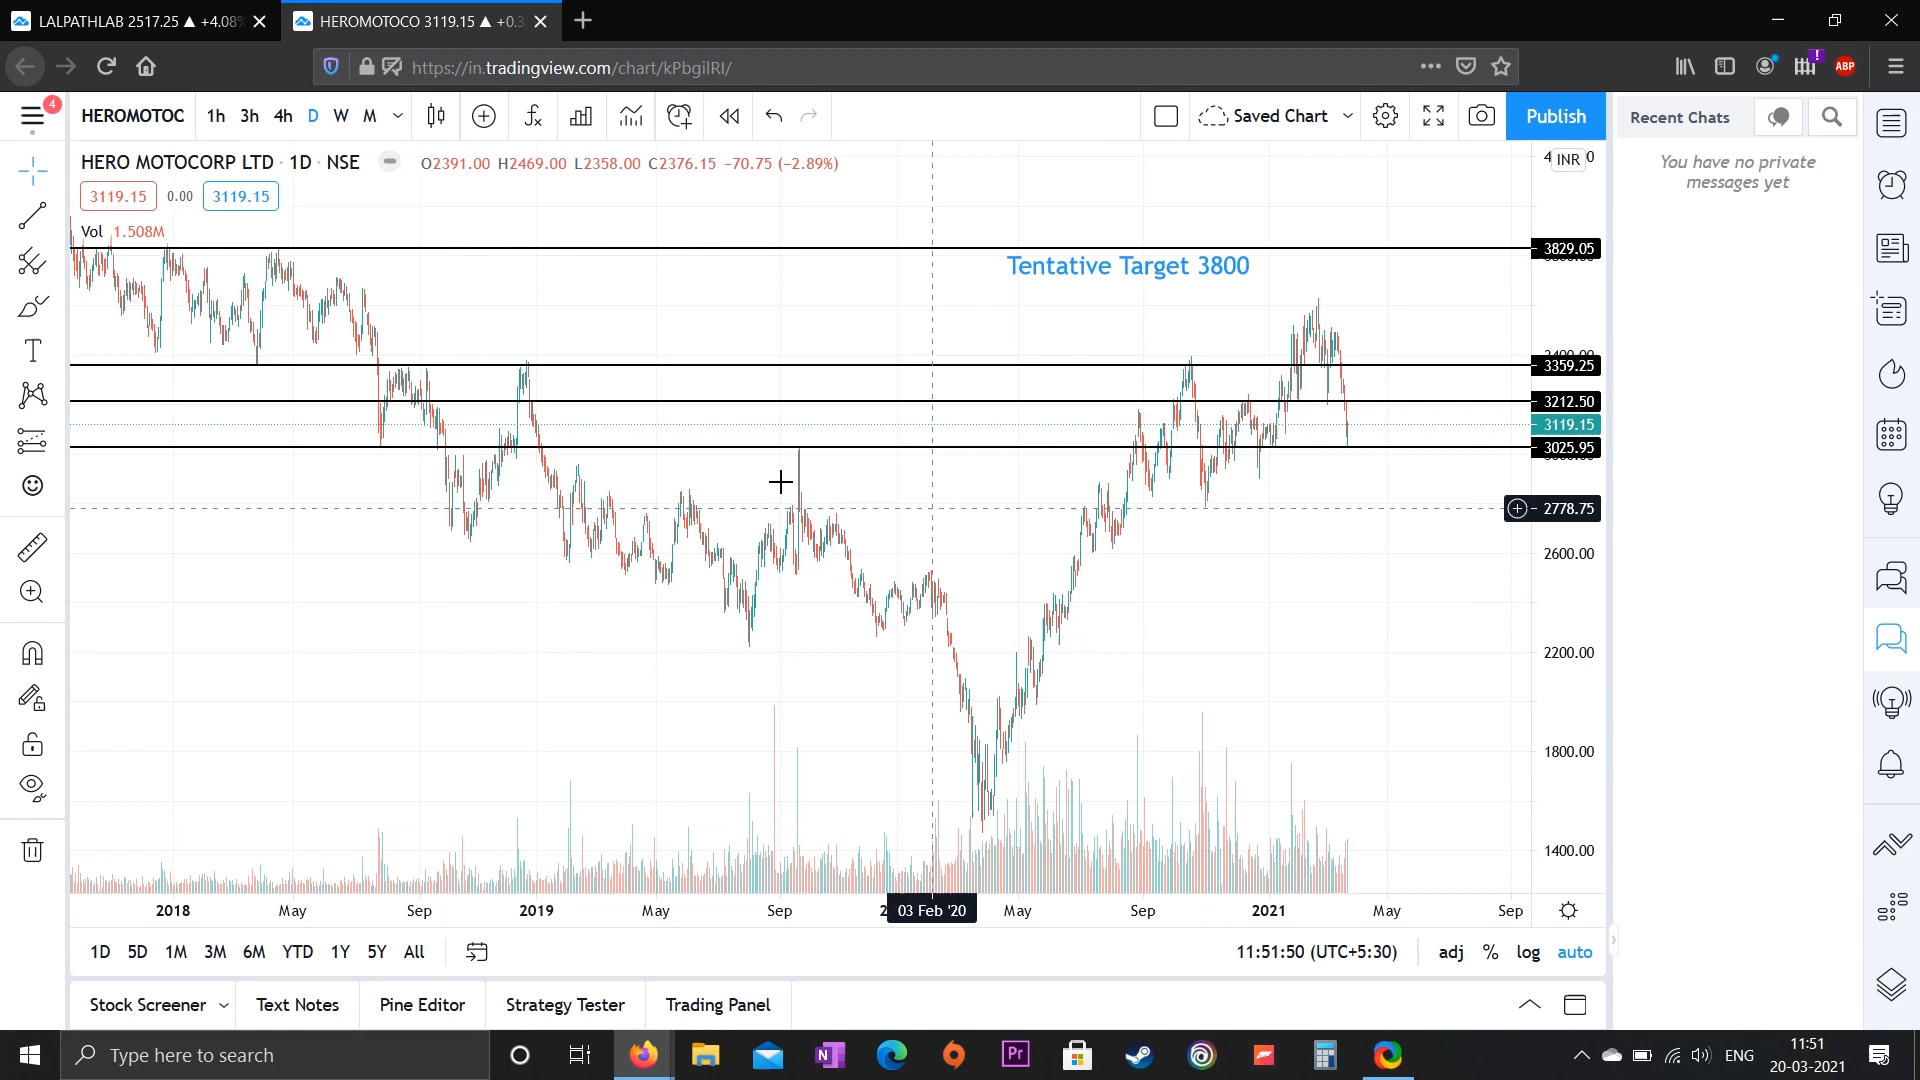 LALPATHLAB 2517.25 ▲ +4.08%
HEROMOTOCO 3119.15 ▲ +0.3
https://in.tradingview.com/chart/kPbgilRI/
ABP
4
HEROMOTOC 1h 3h 4h D W M
Saved Chart
Publish
Recent Chats
You have no private
messages yet
HERO MOTOCORP LTD · 1D · NSE
O2391.00 H2469.00 L2358.00 C2376.15 −70.75 (−2.89%)
INR
3119.15 0.00 3119.15
Vol 1.508M
Tentative Target 3800
3829.05
3359.25
3212.50
3119.15
3025.95
2778.75
2600.00
2200.00
1800.00
1400.00
2018 May Sep 2019 May Sep 03 Feb '20 May Sep 2021 May Sep
1D 5D 1M 3M 6M YTD 1Y 5Y All
11:51:50 (UTC+5:30) adj % log auto
Stock Screener Text Notes Pine Editor Strategy Tester Trading Panel
Type here to search
Pr
ENG
11:51
20-03-2021